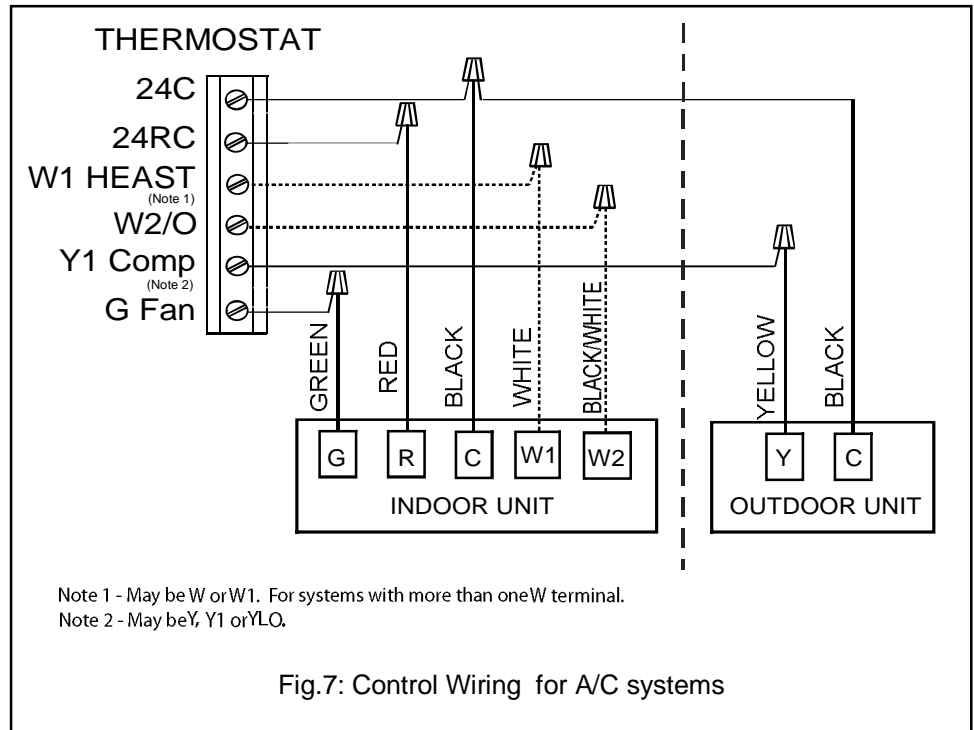 THERMOSTAT
24C
24RC
W1 HEAST
(Note 1)
W2/O
Y1 Comp
(Note 2)
G Fan
GREEN
RED
BLACK
WHITE
BLACK/WHITE
YELLOW
BLACK
G
R
C
W1
W2
Y
C
INDOOR UNIT
OUTDOOR UNIT
Note 1 - May be W or W1. For systems with more than one W terminal.
Note 2 - May be Y, Y1 or YLO.
Fig.7: Control Wiring for A/C systems